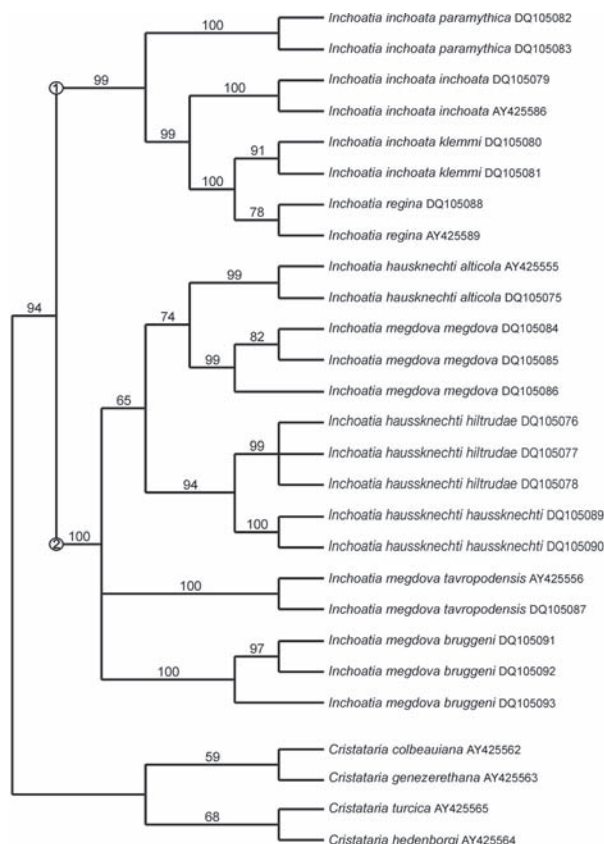 100
Inchoatia inchoata paramythica DQ105082
Inchoatia inchoata paramythica DQ105083
99
1
100
Inchoatia inchoata inchoata DQ105079
Inchoatia inchoata inchoata AY425586
99
91
Inchoatia inchoata klemmi DQ105080
Inchoatia inchoata klemmi DQ105081
100
78
Inchoatia regina DQ105088
Inchoatia regina AY425589
99
Inchoatia hausknechti alticola AY425555
Inchoatia hausknechti alticola DQ105075
94
74
82
Inchoatia megdova megdova DQ105084
Inchoatia megdova megdova DQ105085
99
Inchoatia megdova megdova DQ105086
65
Inchoatia haussknechti hiltrudae DQ105076
99
Inchoatia haussknechti hiltrudae DQ105077
Inchoatia haussknechti hiltrudae DQ105078
94
Inchoatia haussknechti haussknechti DQ105089
100
Inchoatia haussknechti haussknechti DQ105090
2
100
100
Inchoatia megdova tavropodensis AY425556
Inchoatia megdova tavropodensis DQ105087
97
Inchoatia megdova bruggeni DQ105091
Inchoatia megdova bruggeni DQ105092
100
Inchoatia megdova bruggeni DQ105093
59
Cristataria colbeauiana AY425562
Cristataria genezerethana AY425563
68
Cristataria turcica AY425565
Cristataria hedenborgi AY425564